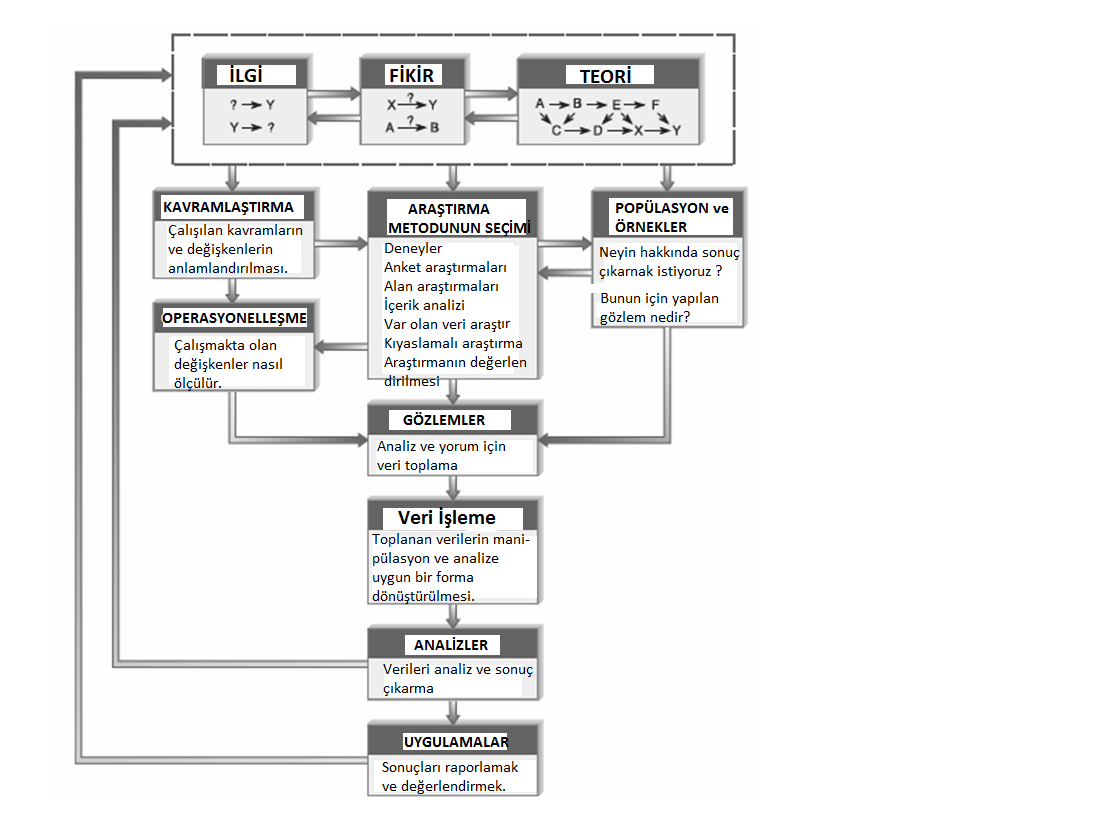 İLGİ
? → Y
Y → ?
FİKİR
?
X → Y
?
A → B
TEORİ
A → B → E → F
C → D → X → Y
KAVRAMLAŞTIRMA
Çalışılan kavramların
ve değişkenlerin
anlamlandırılması.
ARAŞTIRMA
METODUNUN SEÇİMİ
Deneyler
Anket araştırmaları
Alan araştırmaları
İçerik analizi
Var olan veri araştır
Kıyaslamalı araştırma
Araştırmanın değerlen
dirilmesi
POPÜLASYON ve
ÖRNEKLER
Neyin hakkında sonuç
çıkarnak istiyoruz ?
Bunun için yapılan
gözlem nedir?
OPERASYONELLEŞME
Çalışmakta olan
değişkenler nasıl
ölçülür.
GÖZLEMLER
Analiz ve yorum için
veri toplama
Veri İşleme
Toplanan verilerin mani-
pülasyon ve analize
uygun bir forma
dönüştürülmesi.
ANALİZLER
Verileri analiz ve sonuç
çıkarma
UYGULAMALAR
Sonuçları raporlamak
ve değerlendirmek.